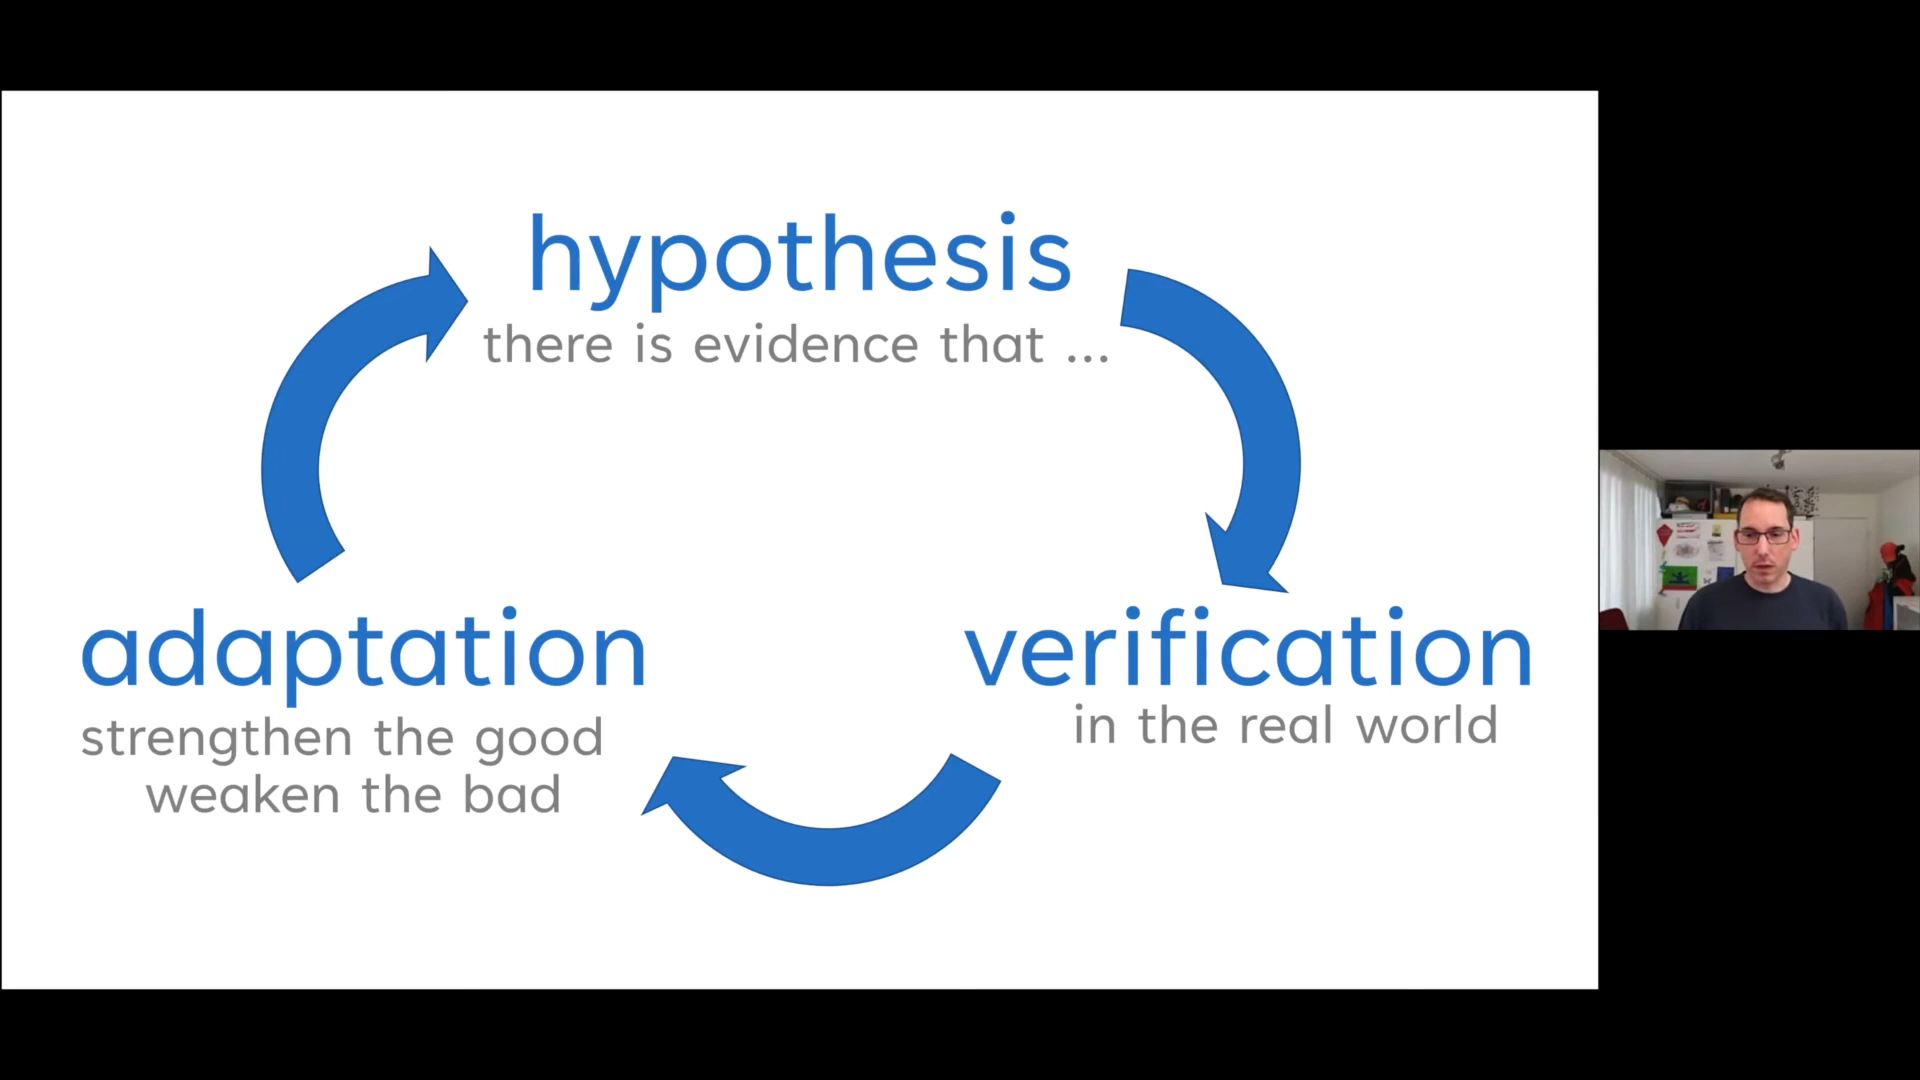 hypothesis
there is evidence that ...
adaptation
strengthen the good
weaken the bad
verification
in the real world